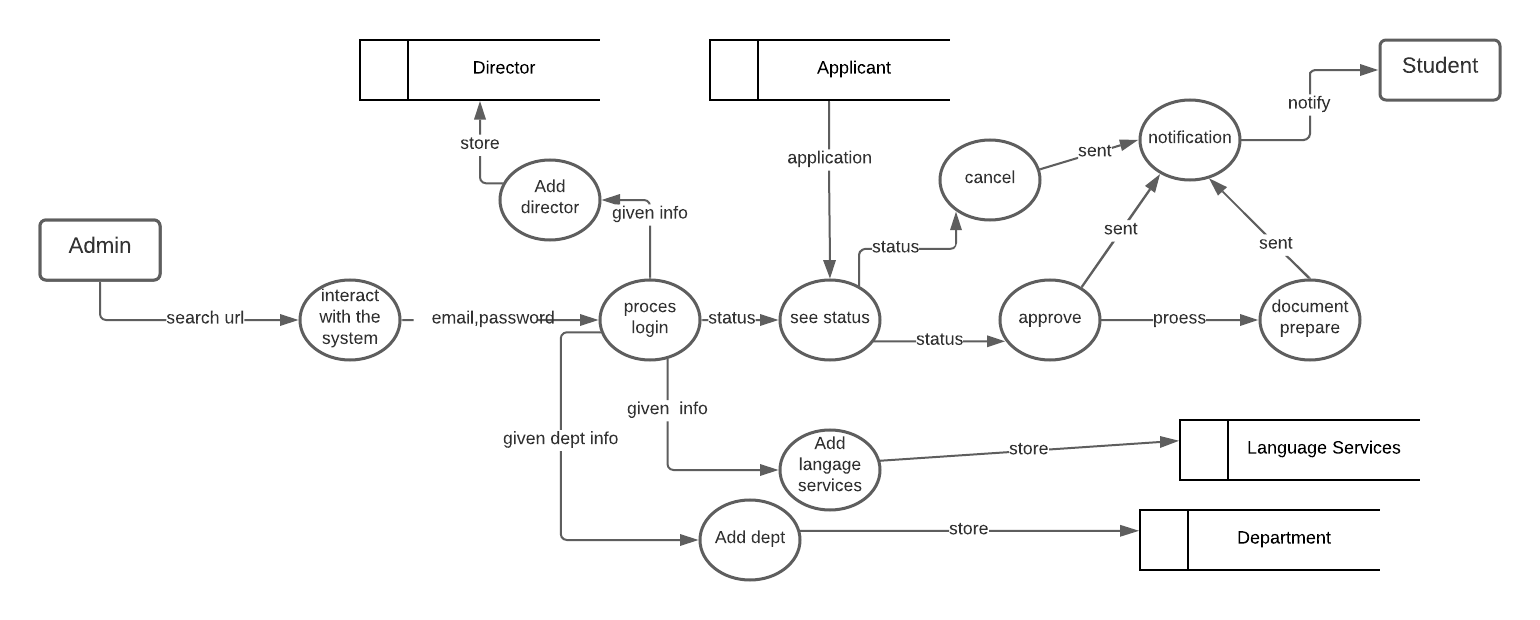 Director
Applicant
Student
notify
store
notification
application
sent
cancel
Add
director
given info
Admin
status
sent
sent
search url
interact
with the
system
email,password
proces
login
status
see status
status
approve
proess
document
prepare
given  info
given dept info
Add
langage
services
store
Language Services
Add dept
store
Department